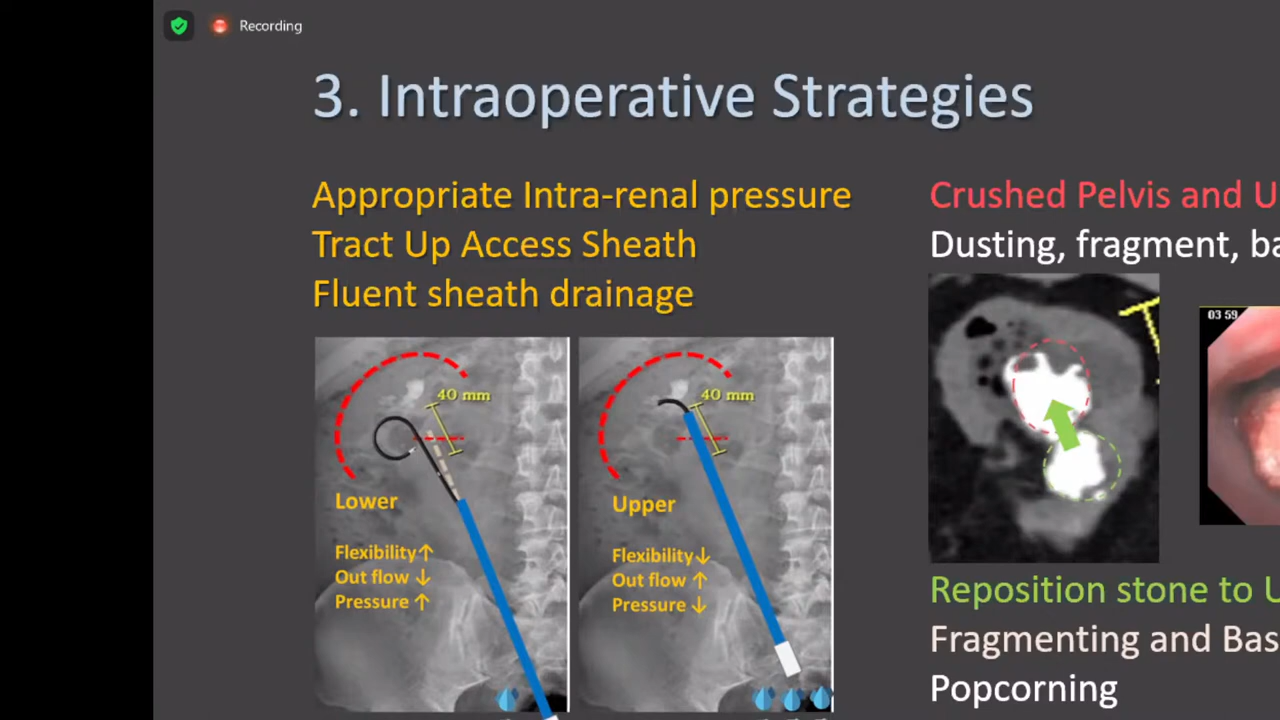 Recording
3. Intraoperative Strategies
Appropriate Intra-renal pressure
Tract Up Access Sheath
Fluent sheath drainage
40 mm
Lower
Flexibility↑
Out flow ↓
Pressure ↑
40 mm
Upper
Flexibility↓
Out flow ↑
Pressure ↓
Crushed Pelvis and U
Dusting, fragment, ba
03 59
Reposition stone to U
Fragmenting and Bas
Popcorning